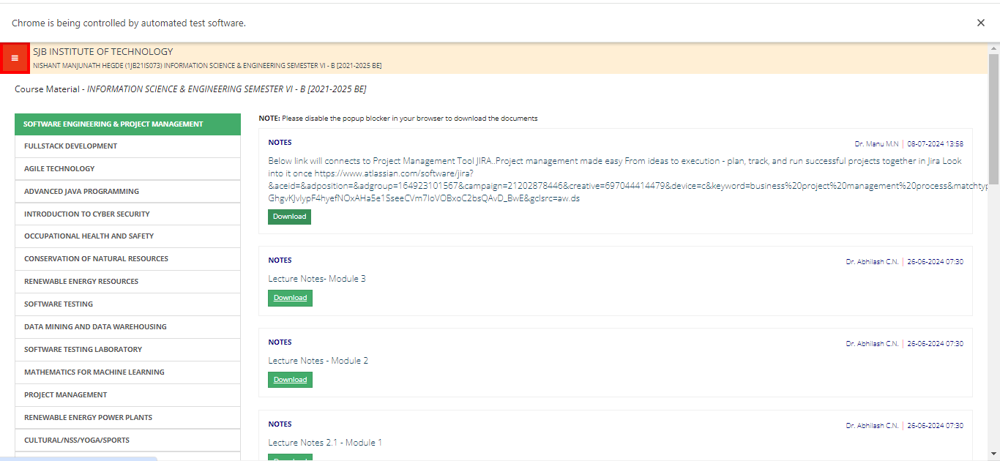 Chrome is being controlled by automated test software.
SJB INSTITUTE OF TECHNOLOGY
NISHANT MANJUNATH HEGDE (1JB21IS073) INFORMATION SCIENCE & ENGINEERING SEMESTER VI - B [2021-2025 BE]
Course Material - INFORMATION SCIENCE & ENGINEERING SEMESTER VI - B [2021-2025 BE]
SOFTWARE ENGINEERING & PROJECT MANAGEMENT
FULLSTACK DEVELOPMENT
AGILE TECHNOLOGY
ADVANCED JAVA PROGRAMMING
INTRODUCTION TO CYBER SECURITY
OCCUPATIONAL HEALTH AND SAFETY
CONSERVATION OF NATURAL RESOURCES
RENEWABLE ENERGY RESOURCES
SOFTWARE TESTING
DATA MINING AND DATA WAREHOUSING
SOFTWARE TESTING LABORATORY
MATHEMATICS FOR MACHINE LEARNING
PROJECT MANAGEMENT
RENEWABLE ENERGY POWER PLANTS
CULTURAL/NSS/YOGA/SPORTS
NOTE: Please disable the popup blocker in your browser to download the documents
NOTES
Dr. Manu M.N | 08-07-2024 13:58
Below link will connects to Project Management Tool JIRA..Project management made easy From ideas to execution - plan, track, and run successful projects together in Jira Look
into it once https://www.atlassian.com/software/jira?
&aceid=&adposition=&adgroup=164923101567&campaign=21202878446&creative=697044414479&device=c&keyword=business%20project%20management%20process&matchtyp
GhgvKJvlypF4hyefNOxAHa5e1SseeCVm7IoVOBxoC2bsQAvD_BwE&gclsrc=aw.ds
Download
NOTES
Dr. Abhilash C.N. | 26-06-2024 07:30
Lecture Notes- Module 3
Download
NOTES
Dr. Abhilash C.N. | 26-06-2024 07:30
Lecture Notes - Module 2
Download
NOTES
Dr. Abhilash C.N. | 26-06-2024 07:30
Lecture Notes 2.1 - Module 1
Download